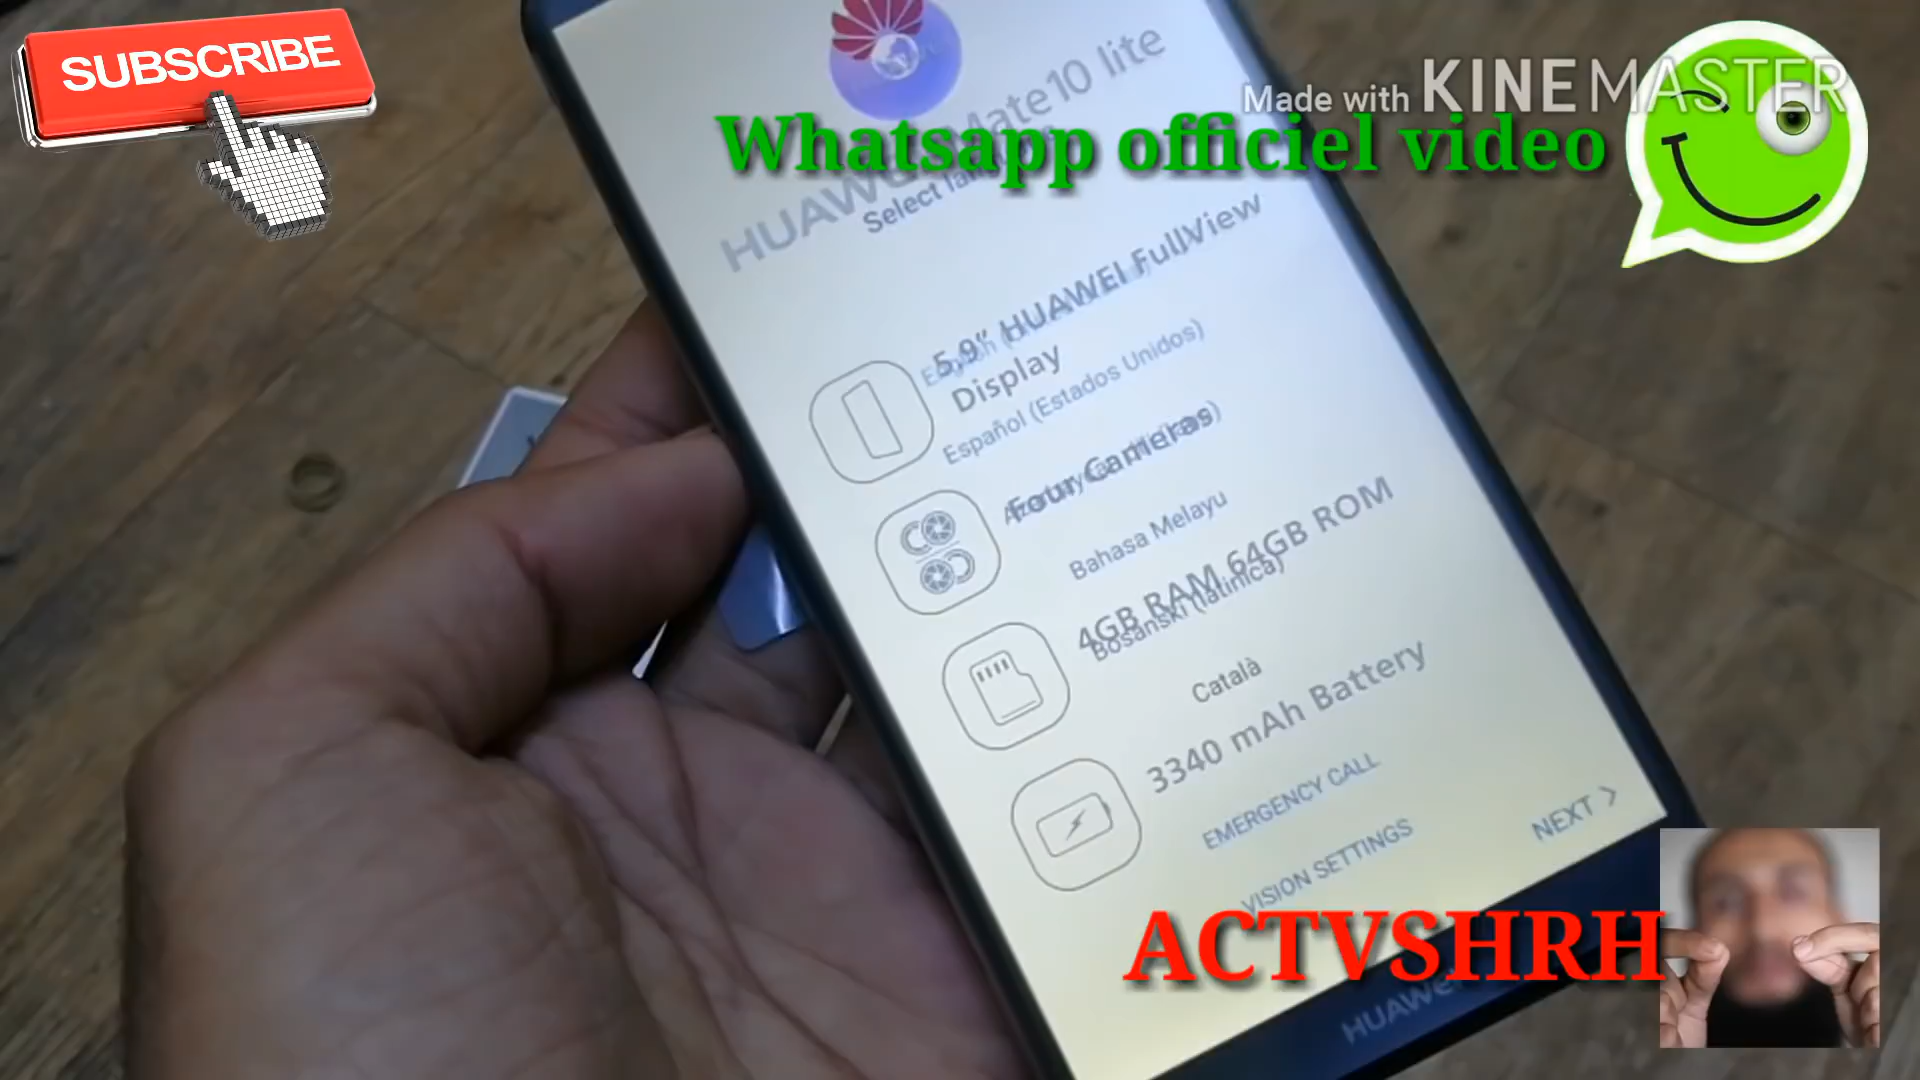 SUBSCRIBE
Made with KINEMASTER
Whatsapp officiel video
HUAWEI Mate10 lite
Select
5,9" HUAWEI FullView
Display
Español (Estados Unidos)
Four Cameras
Bahasa Melayu
4GB RAM 64GB ROM
Bosanski (latinica)
Català
3340 mAh Battery
EMERGENCY CALL
NEXT
VISION SETTINGS
ACTVSHRH
HUAWEI